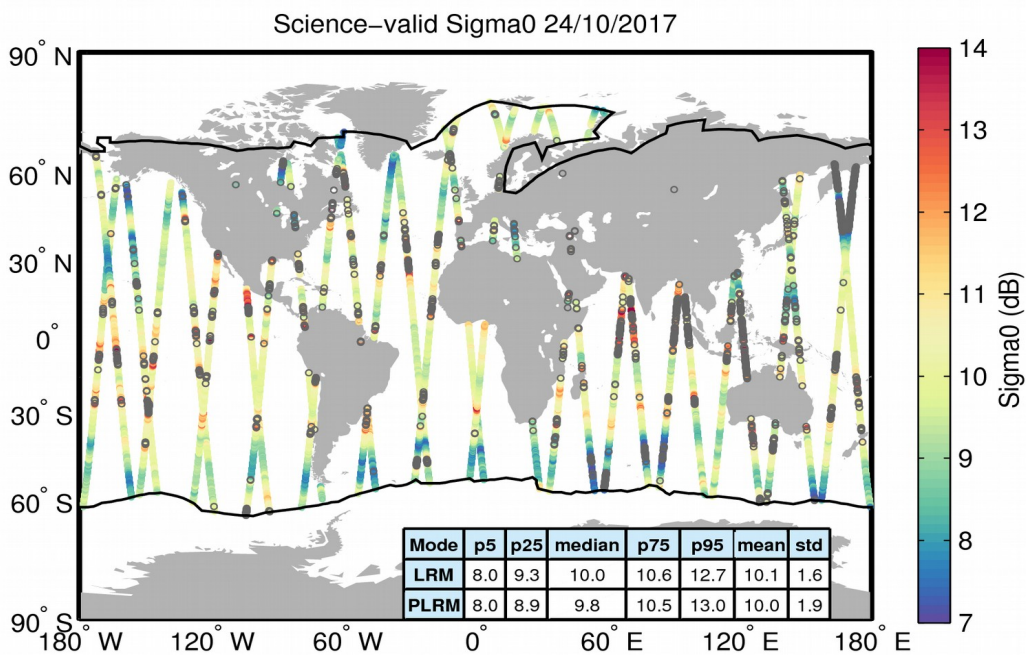 Science-valid Sigma0 24/10/2017
90° N
60° N
30° N
0°
30° S
60° S
90° S
180° W 120° W 60° W 0° 60° E 120° E 180° E
Mode p5 p25 median p75 p95 mean std
LRM 8.0 9.3 10.0 10.6 12.7 10.1 1.6
PLRM 8.0 8.9 9.8 10.5 13.0 10.0 1.9
14
13
12
11
10
9
8
7
Sigma0 (dB)